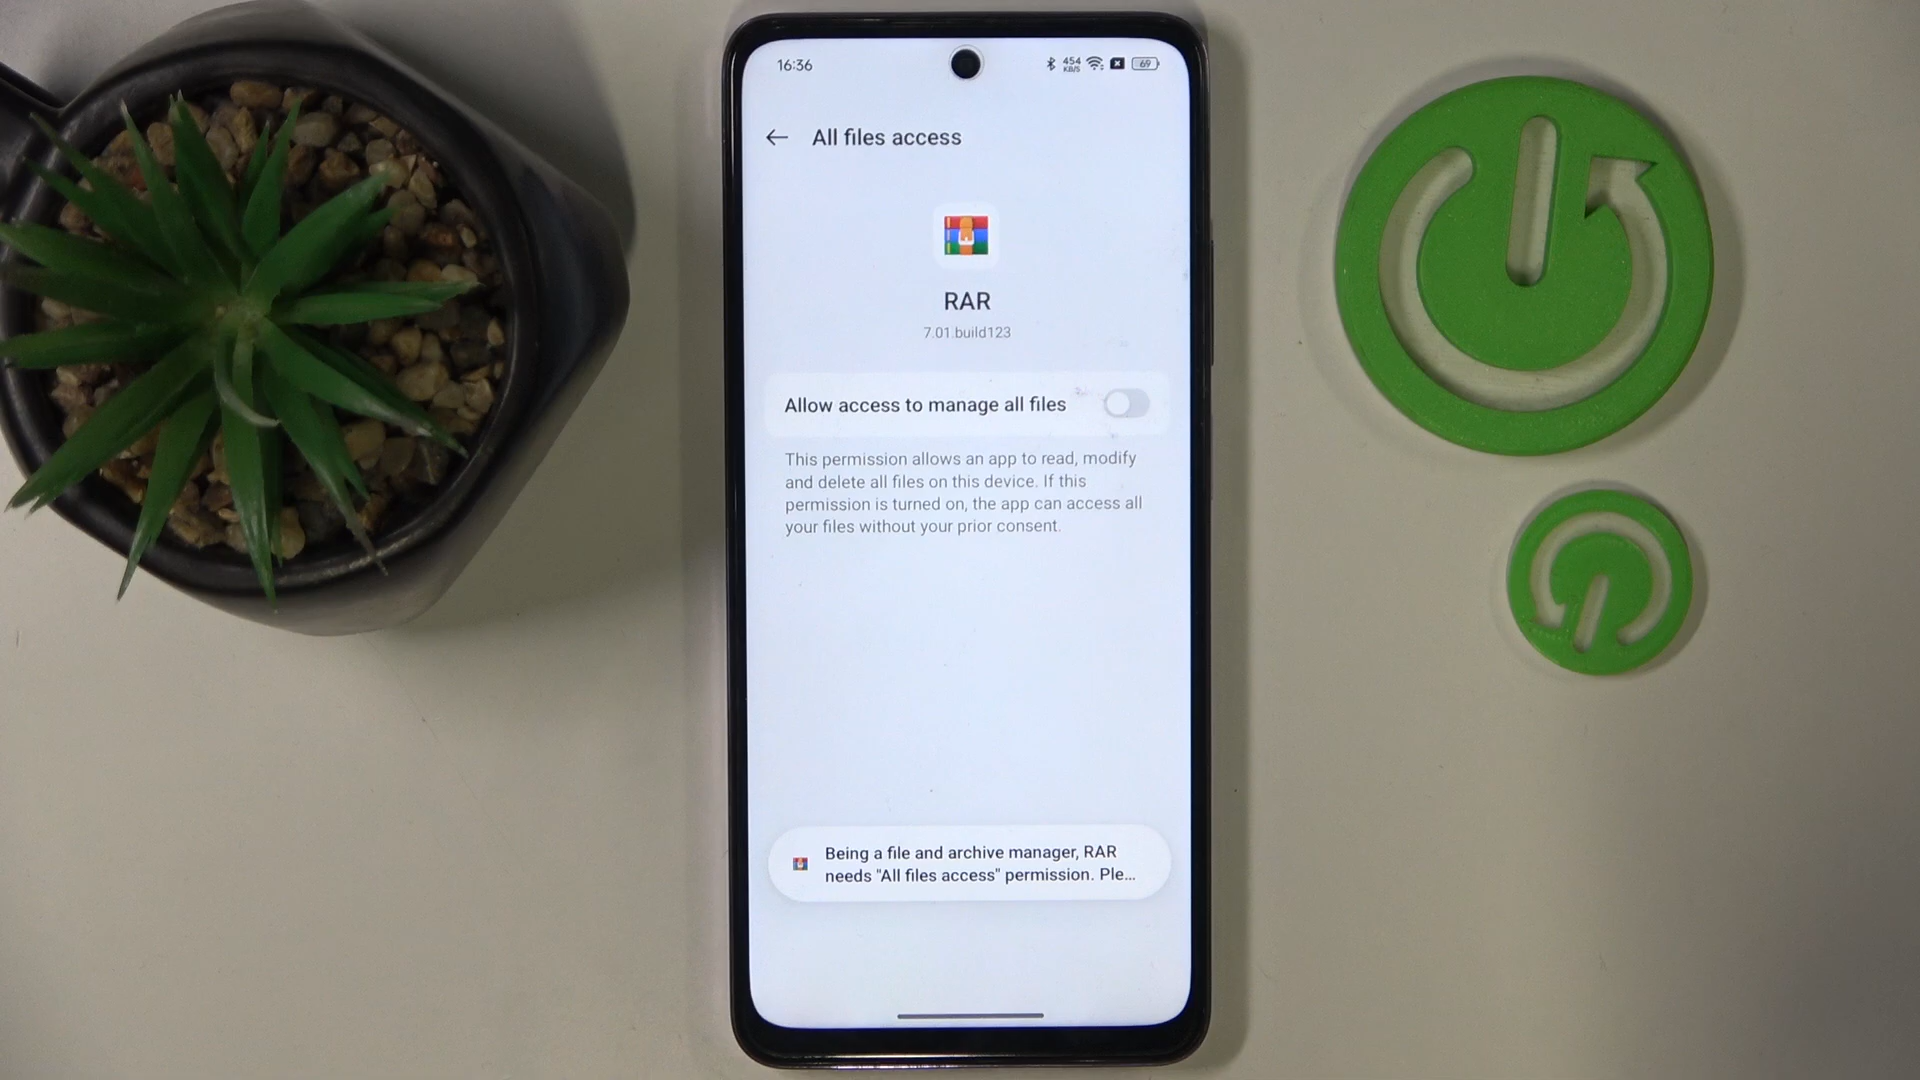 16:36
454
KB/S
69
All files access
RAR
7.01.build123
Allow access to manage all files
This permission allows an app to read, modify
and delete all files on this device. If this
permission is turned on, the app can access all
your files without your prior consent.
Being a file and archive manager, RAR
needs "All files access" permission. Ple...